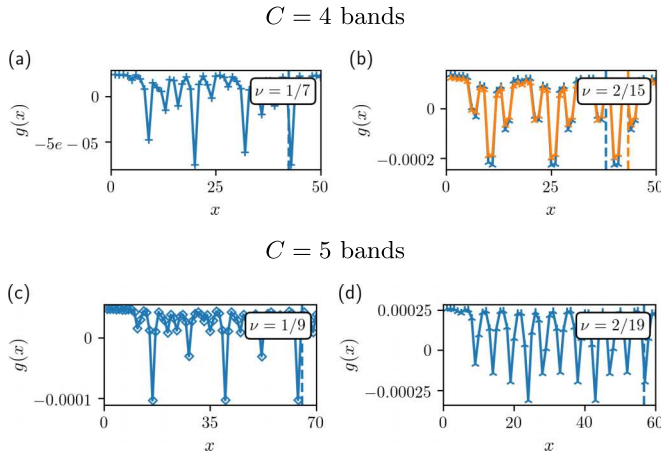 C = 4 bands
(a)
(b)
g(x)
0
−5e − 05
ν = 1/7
0
25
50
x
g(x)
0
−0.0002
ν = 2/15
0
25
50
x
C = 5 bands
(c)
(d)
g(x)
0
−0.0001
ν = 1/9
0
35
70
x
g(x)
0.00025
0
−0.00025
ν = 2/19
0
20
40
60
x